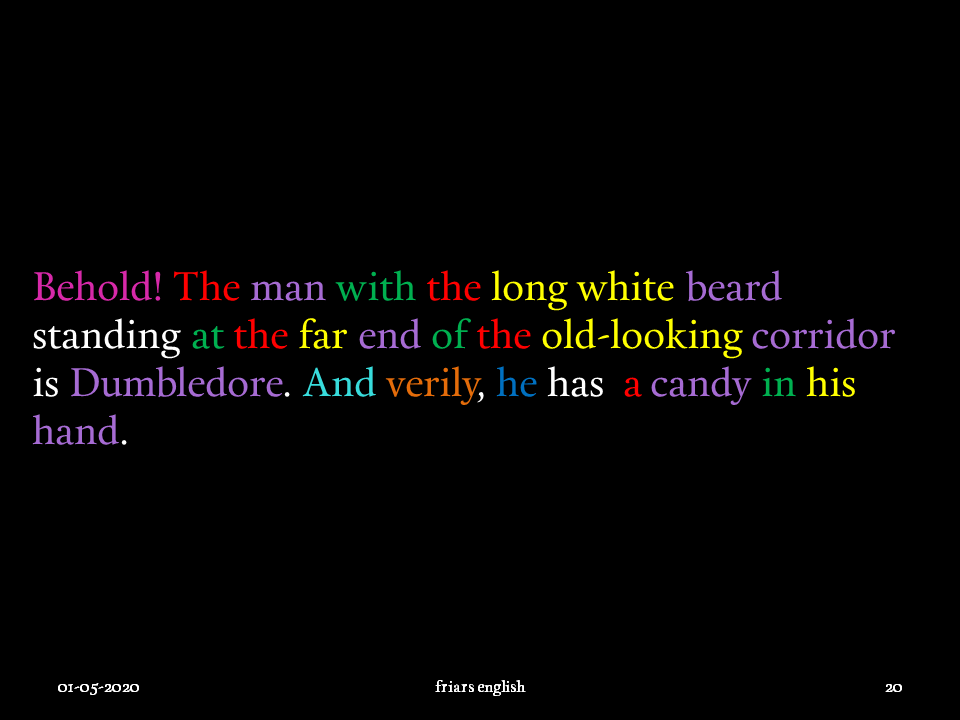 Behold! The man with the long white beard
standing at the far end of the old-looking corridor
is Dumbledore. And verily, he has  a candy in his
hand.
01-05-2020
friars english
20